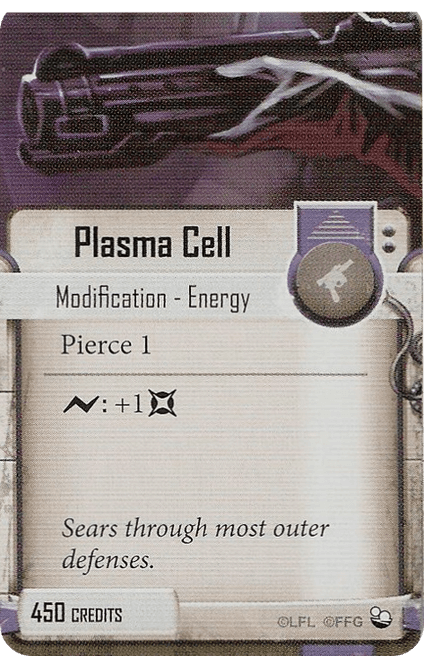 Plasma Cell
Modification - Energy
Pierce 1
: +1
Sears through most outer
defenses.
450 CREDITS
©LFL ©FFG